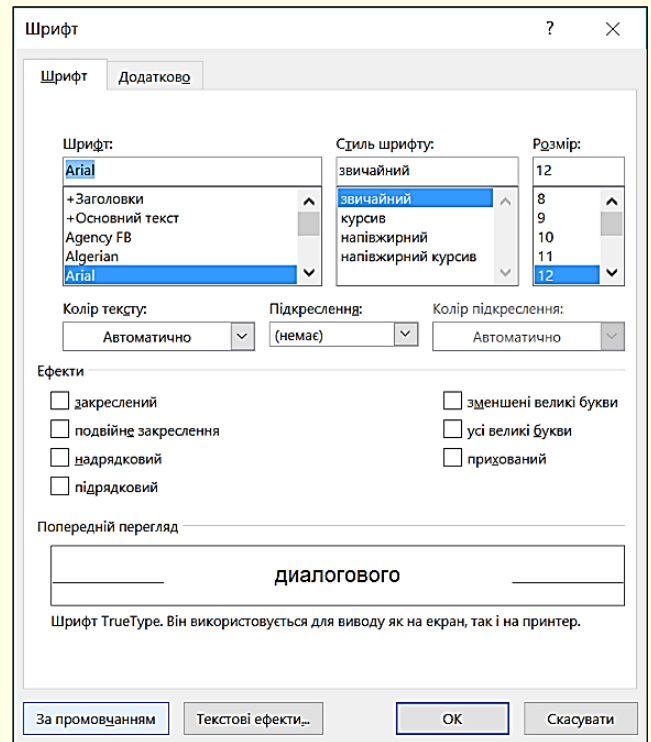 Шрифт ? ×
Шрифт Додатково
Шрифт: Стиль шрифту: Розмір:
Arial звичайний 12
+Заголовки звичайний 8
+Основний текст курсив 9
Agency FB напівжирний 10
Algerian напівжирний курсив 11
Arial 12
Колір тексту: Підкреслення: Колір підкреслення:
Автоматично (немає) Автоматично
Ефекти
закреслений зменшені великі букви
подвійне закреслення усі великі букви
надрядковий прихований
підрядковий
Попередній перегляд
диалогового
Шрифт TrueType. Він використовується для виводу як на екран, так і на принтер.
За промовчанням Текстові ефекти... OK Скасувати